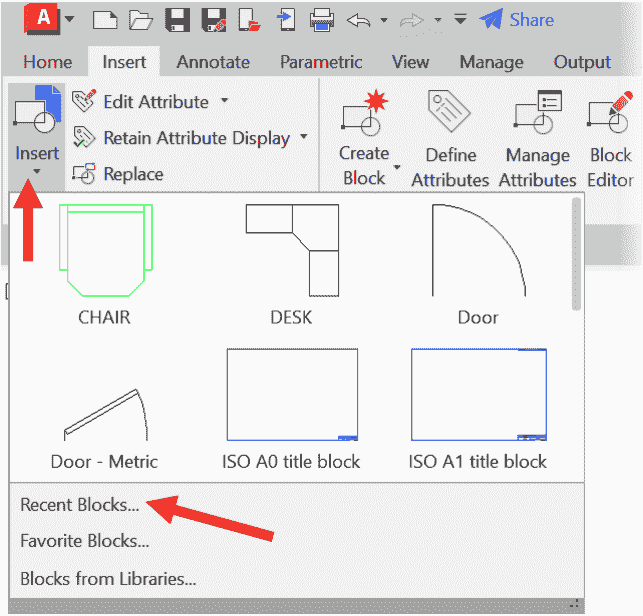 A
Share
Home Insert Annotate Parametric View Manage Output
Insert
Edit Attribute
Retain Attribute Display
Replace
Create
Block
Define
Attributes
Manage
Attributes
Block
Editor
CHAIR DESK Door
Door - Metric ISO A0 title block ISO A1 title block
Recent Blocks...
Favorite Blocks...
Blocks from Libraries...